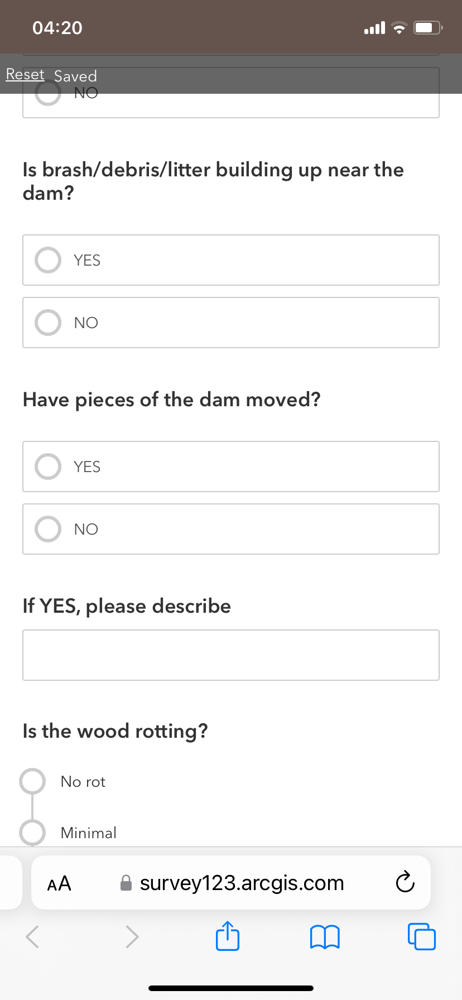 04:20
Reset Saved
NO
Is brash/debris/litter building up near the
dam?
YES
NO
Have pieces of the dam moved?
YES
NO
If YES, please describe
Is the wood rotting?
No rot
Minimal
AA survey123.arcgis.com